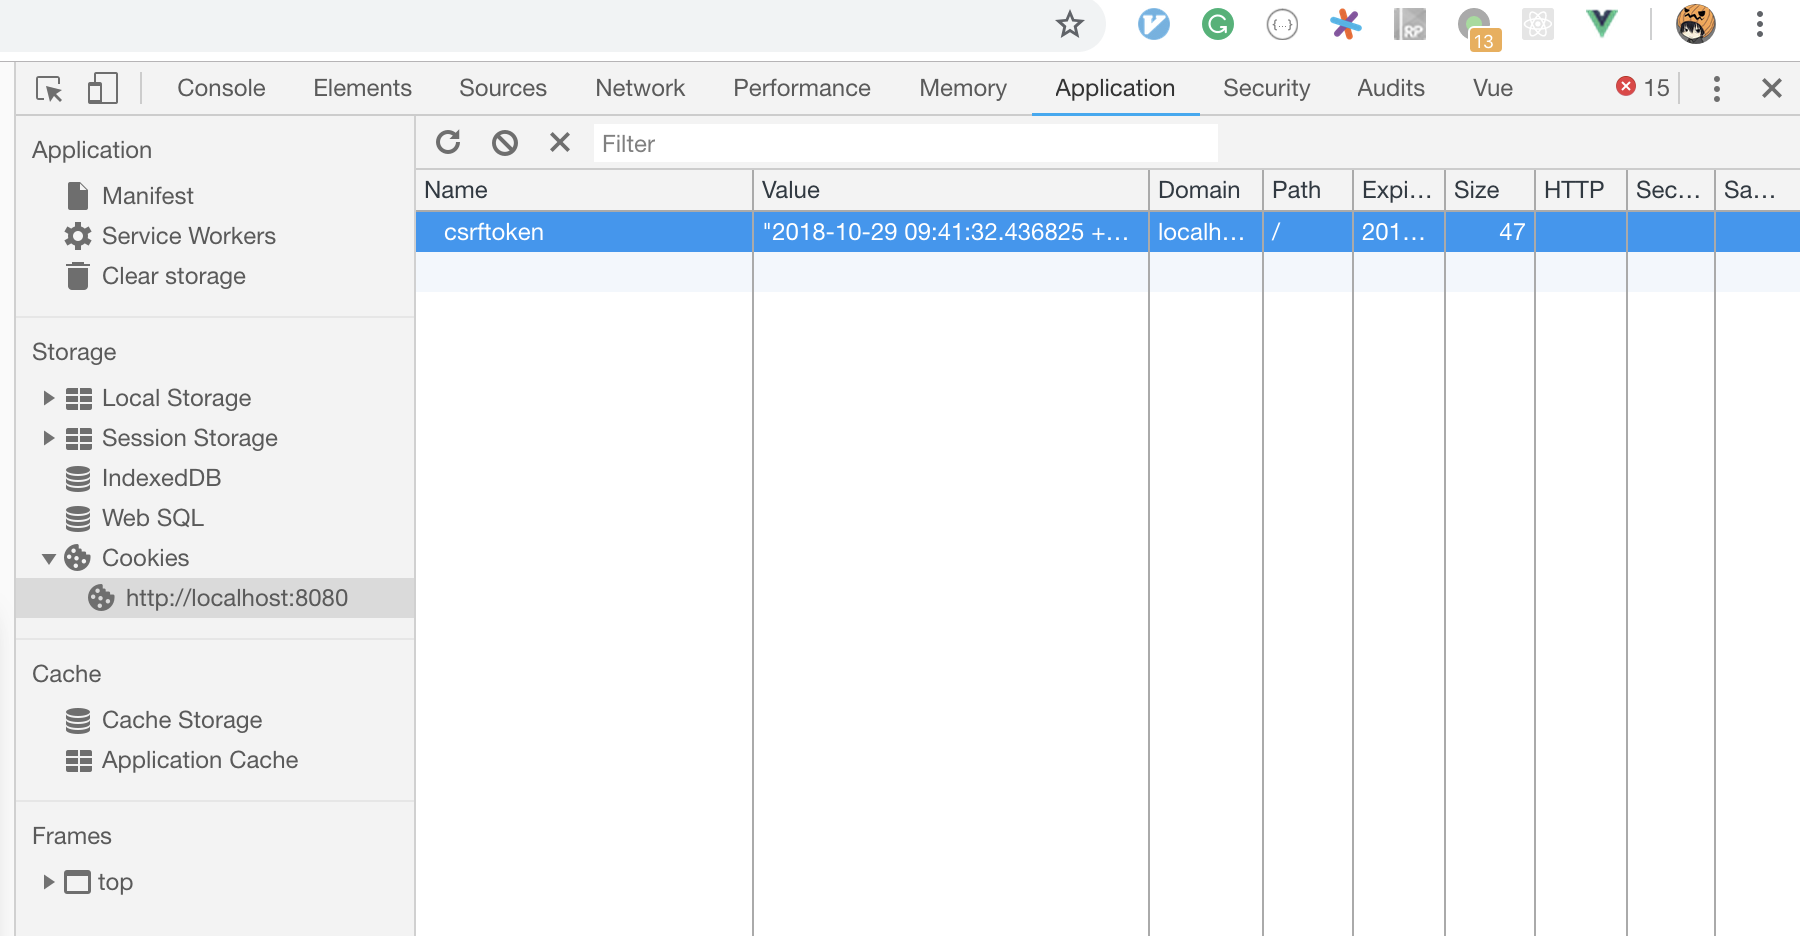 13
Console Elements Sources Network Performance Memory Application Security Audits Vue 15
Application
Manifest
Service Workers
Clear storage
Storage
Local Storage
Session Storage
IndexedDB
Web SQL
Cookies
http://localhost:8080
Cache
Cache Storage
Application Cache
Frames
top
Filter
Name Value Domain Path Expi… Size HTTP Sec… Sa…
csrftoken "2018-10-29 09:41:32.436825 +… localh… / 201… 47
G
{...}
RP